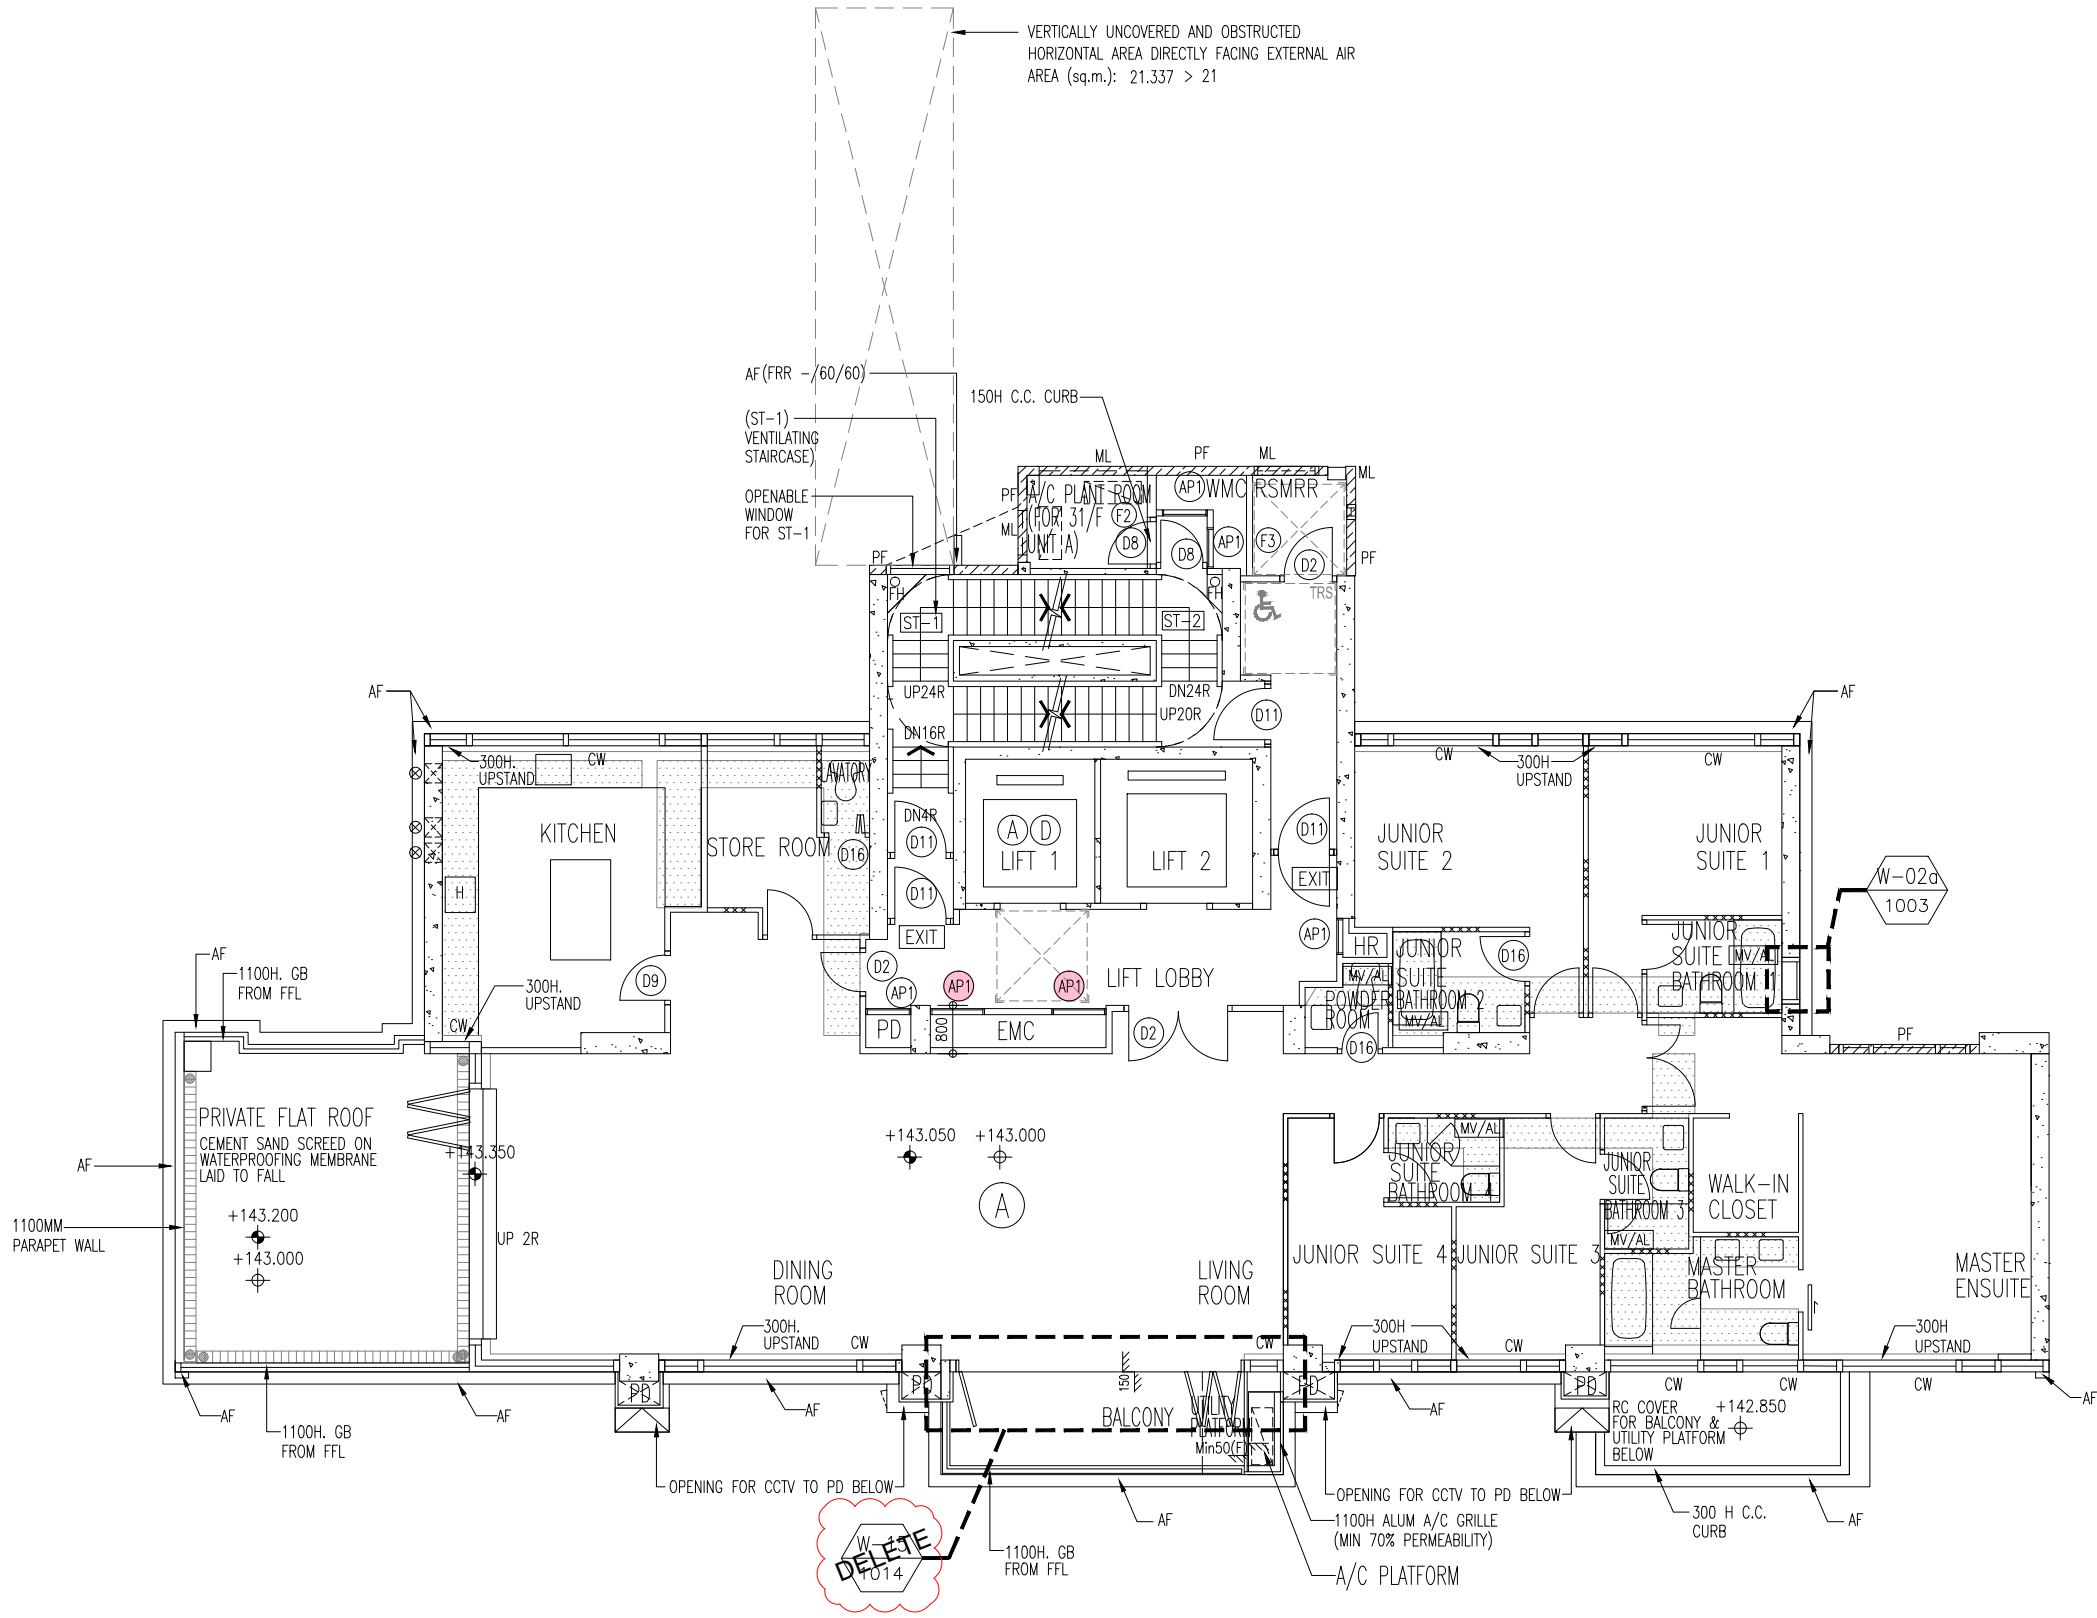 VERTICALLY UNCOVERED AND OBSTRUCTED
HORIZONTAL AREA DIRECTLY FACING EXTERNAL AIR
AREA (sq.m.): 21.337 > 21
AF(FRR -/60/60)
150H C.C. CURB
(ST-1)
VENTILATING
STAIRCASE)
OPENABLE
WINDOW
FOR ST-1
ML
PF
ML
ML
PF
A/C PLANT ROOM
(FOR 31/F
UNIT A)
ML
F2
D8
D8
AP1
WMC
RSMRR
AP1
F3
D2
PF
PF
FH
FH
TRS
ST-1
ST-2
UP24R
DN24R
UP20R
DN16R
D11
AF
AF
300H.
UPSTAND
CW
LAVATORY
KITCHEN
STORE ROOM
D16
DN4R
D11
D11
EXIT
A
D
LIFT 1
LIFT 2
D11
EXIT
CW
300H
UPSTAND
CW
JUNIOR
SUITE 2
JUNIOR
SUITE 1
W-02a
1003
H
D9
D2
AP1
AP1
AP1
LIFT LOBBY
AP1
HR
MV/AL
POWDER
ROOM
JUNIOR
SUITE
BATHROOM 2
MV/AL
D16
D16
JUNIOR
SUITE
BATHROOM 1
MV/AL
AF
1100H. GB
FROM FFL
300H.
UPSTAND
CW
PD
800
EMC
D2
PF
PRIVATE FLAT ROOF
CEMENT SAND SCREED ON
WATERPROOFING MEMBRANE
LAID TO FALL
+143.350
+143.050
+143.000
A
AF
1100MM
PARAPET WALL
+143.200
+143.000
UP 2R
DINING
ROOM
LIVING
ROOM
JUNIOR
SUITE
BATHROOM 4
MV/AL
JUNIOR SUITE 4
JUNIOR SUITE 3
JUNIOR
SUITE
BATHROOM 3
MV/AL
WALK-IN
CLOSET
MASTER
BATHROOM
MASTER
ENSUITE
300H.
UPSTAND
CW
CW
300H
UPSTAND
CW
300H
UPSTAND
PD
PD
150
PD
PD
CW
CW
CW
AF
AF
AF
AF
AF
1100H. GB
FROM FFL
BALCONY
UTILITY
PLATFORM
Min50(F)
RC COVER
FOR BALCONY &
UTILITY PLATFORM
BELOW
+142.850
OPENING FOR CCTV TO PD BELOW
OPENING FOR CCTV TO PD BELOW
AF
1100H ALUM A/C GRILLE
(MIN 70% PERMEABILITY)
300 H C.C.
CURB
AF
W-15
1014
DELETE
1100H. GB
FROM FFL
A/C PLATFORM